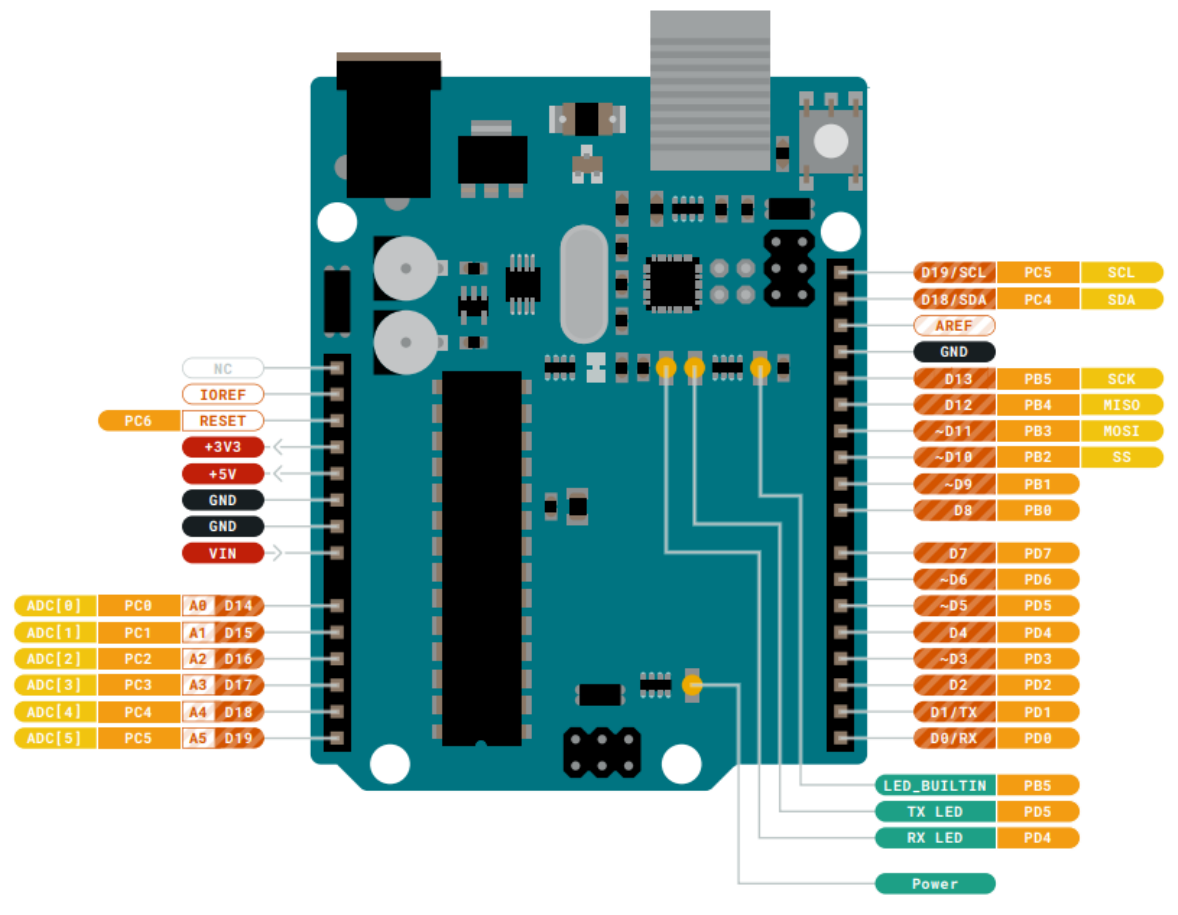 D19/SCL PC5 SCL
D18/SDA PC4 SDA
AREF
GND
D13 PB5 SCK
D12 PB4 MISO
~D11 PB3 MOSI
~D10 PB2 SS
~D9 PB1
D8 PB0
D7 PD7
~D6 PD6
~D5 PD5
D4 PD4
~D3 PD3
D2 PD2
D1/TX PD1
D0/RX PD0
NC
IOREF
PC6 RESET
+3V3
+5V
GND
GND
VIN
ADC[0] PC0 A0 D14
ADC[1] PC1 A1 D15
ADC[2] PC2 A2 D16
ADC[3] PC3 A3 D17
ADC[4] PC4 A4 D18
ADC[5] PC5 A5 D19
LED_BUILTIN PB5
TX LED PD5
RX LED PD4
Power